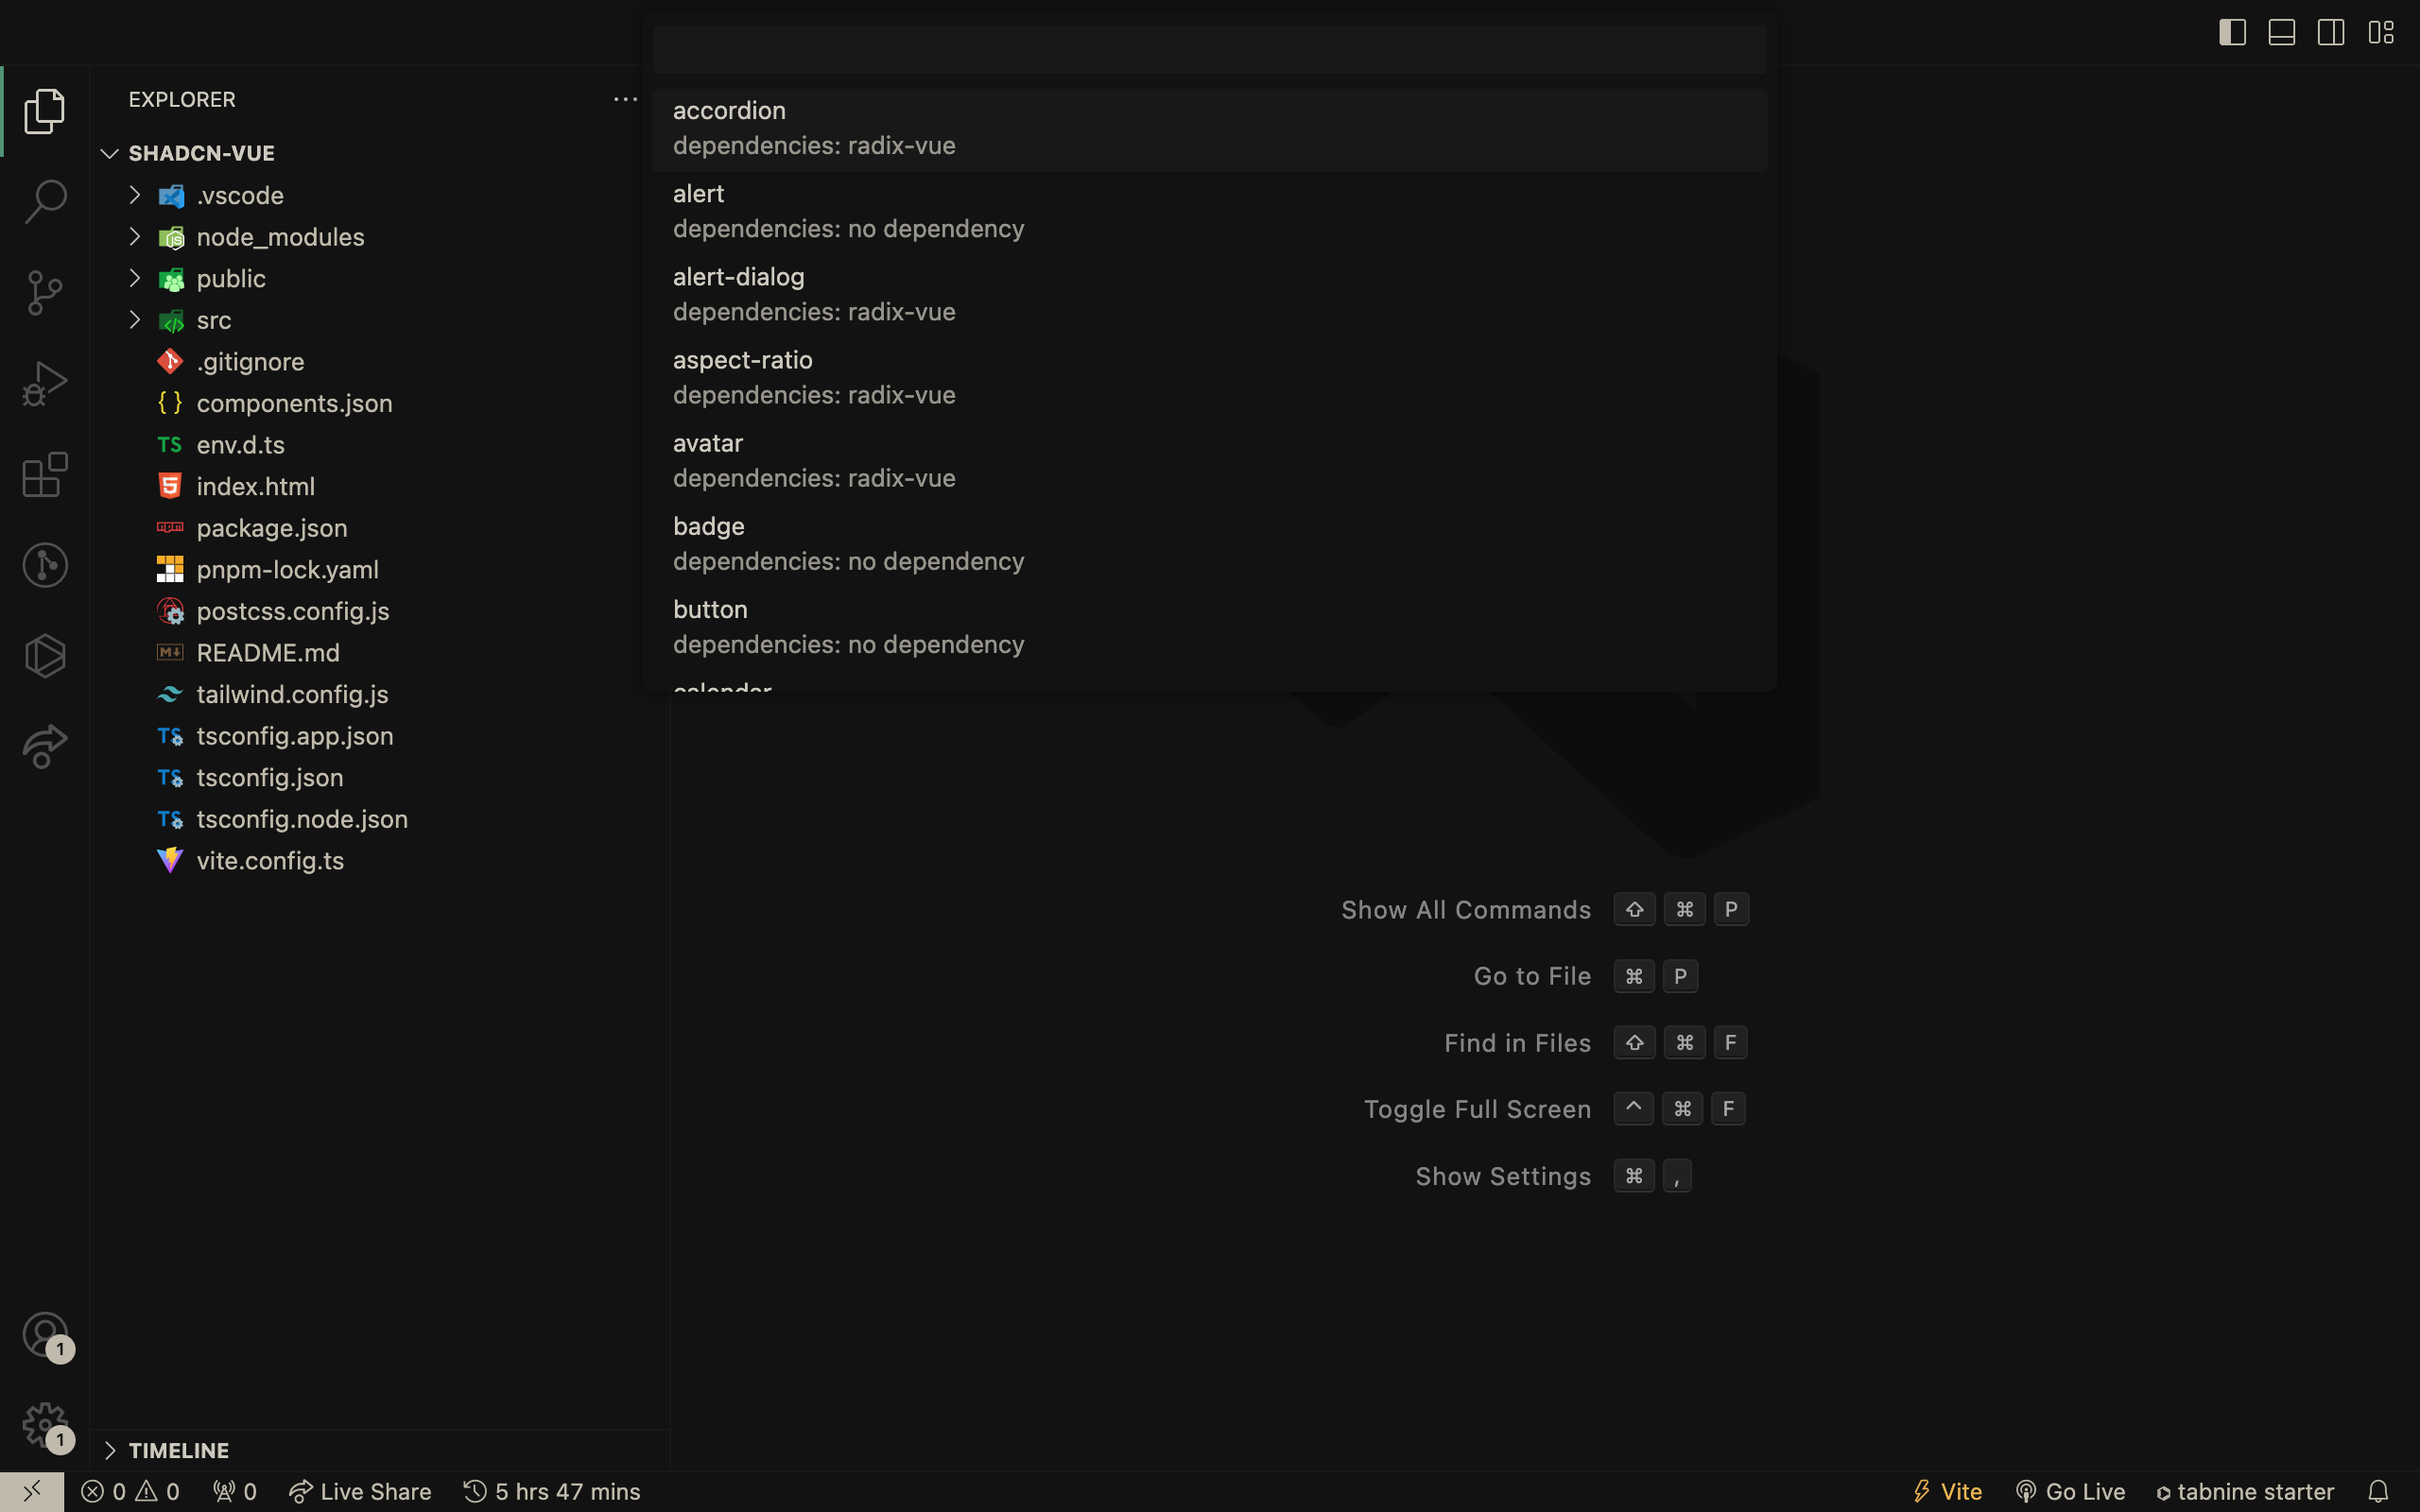 EXPLORER
SHADCN-VUE
.vscode
node_modules
public
src
.gitignore
components.json
env.d.ts
index.html
package.json
pnpm-lock.yaml
postcss.config.js
README.md
tailwind.config.js
tsconfig.app.json
tsconfig.json
tsconfig.node.json
vite.config.ts
TIMELINE
accordion
dependencies: radix-vue
alert
dependencies: no dependency
alert-dialog
dependencies: radix-vue
aspect-ratio
dependencies: radix-vue
avatar
dependencies: radix-vue
badge
dependencies: no dependency
button
dependencies: no dependency
calendar
Show All Commands ⇧ ⌘ P
Go to File ⌘ P
Find in Files ⇧ ⌘ F
Toggle Full Screen ^ ⌘ F
Show Settings ⌘ ,
1
1
0 0 0 Live Share 5 hrs 47 mins Vite Go Live tabnine starter